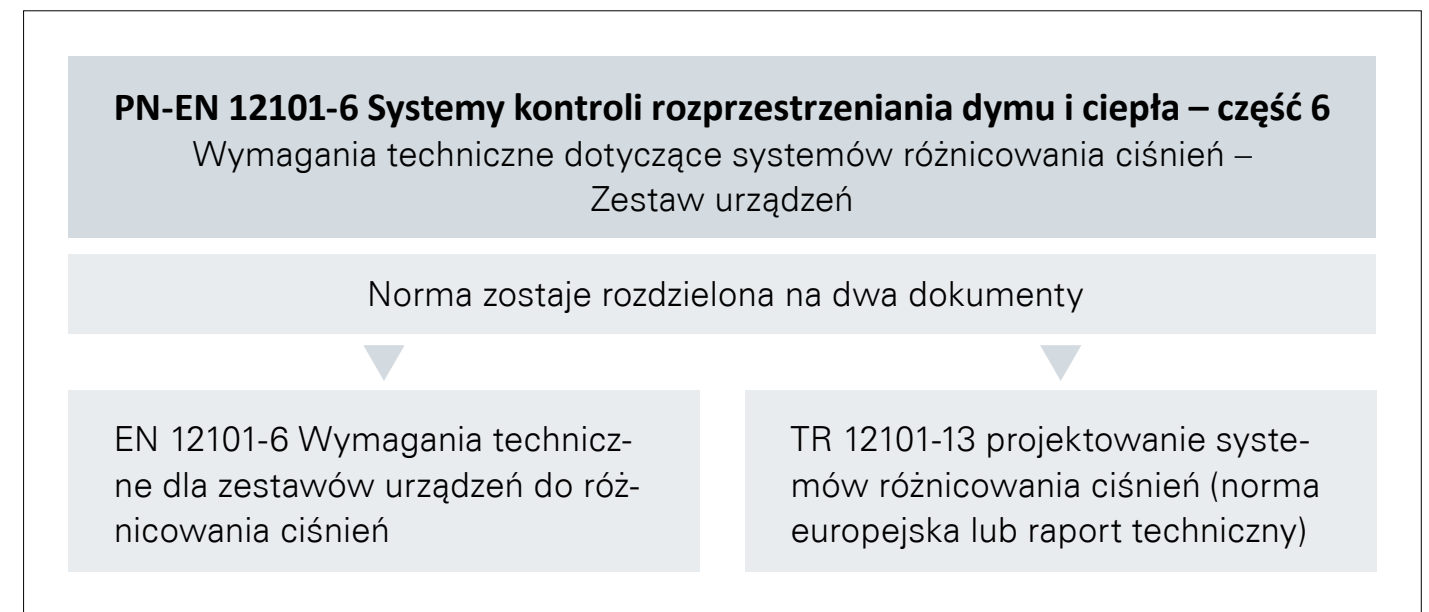 PN-EN 12101-6 Systemy kontroli rozprzestrzeniania dymu i ciepła – część 6
Wymagania techniczne dotyczące systemów różnicowania ciśnień –
Zestaw urządzeń
Norma zostaje rozdzielona na dwa dokumenty
EN 12101-6 Wymagania technicz-
ne dla zestawów urządzeń do róż-
nicowania ciśnień
TR 12101-13 projektowanie syste-
mów różnicowania ciśnień (norma
europejska lub raport techniczny)